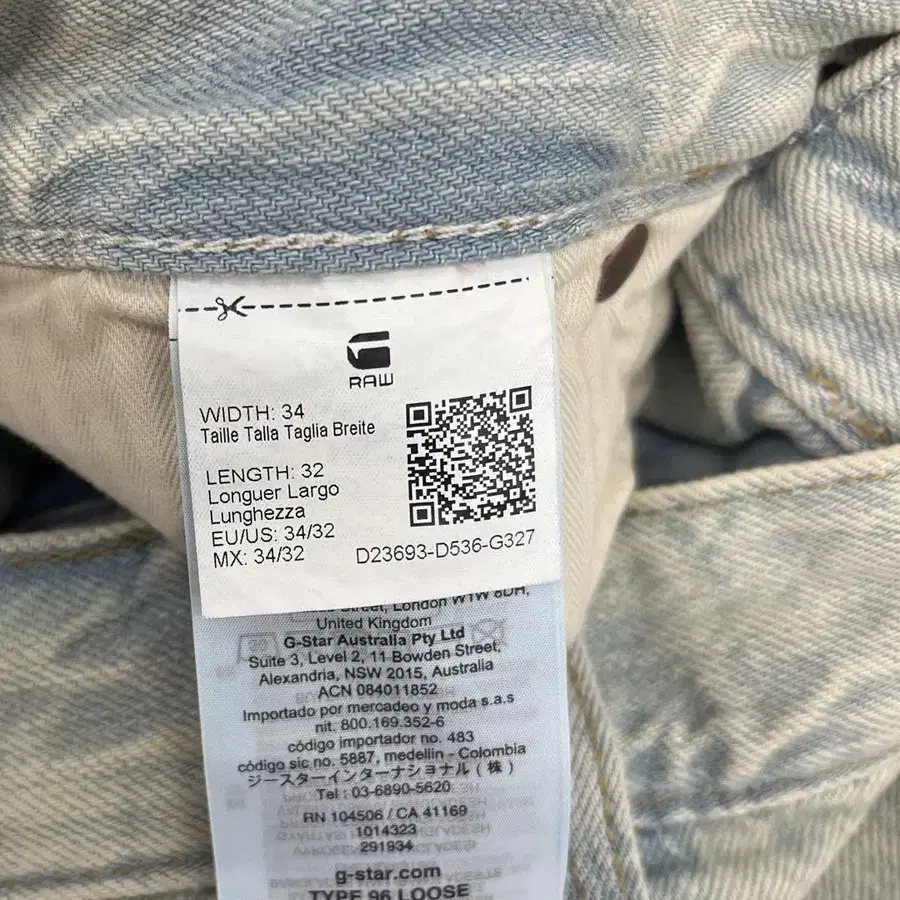 RAW
WIDTH: 34
Taille Talla Taglia Breite
LENGTH: 32
Longuer Largo
Lunghezza
EU/US: 34/32
MX: 34/32
D23693-D536-G327
Street, London W1W 8DH,
United Kingdom
G-Star Australia Pty Ltd
Suite 3, Level 2, 11 Bowden Street,
Alexandria, NSW 2015, Australia
ACN 084011852
Importado por mercadeo y moda s.a.s
nit. 800.169.352-6
código importador no. 483
código sic no. 5887, medellin - Colombia
ジースターインターナショナル(株)
Tel : 03-6890-5620
RN 104506 / CA 41169
1014323
291934
g-star.com
TYPE 96 LOOSE